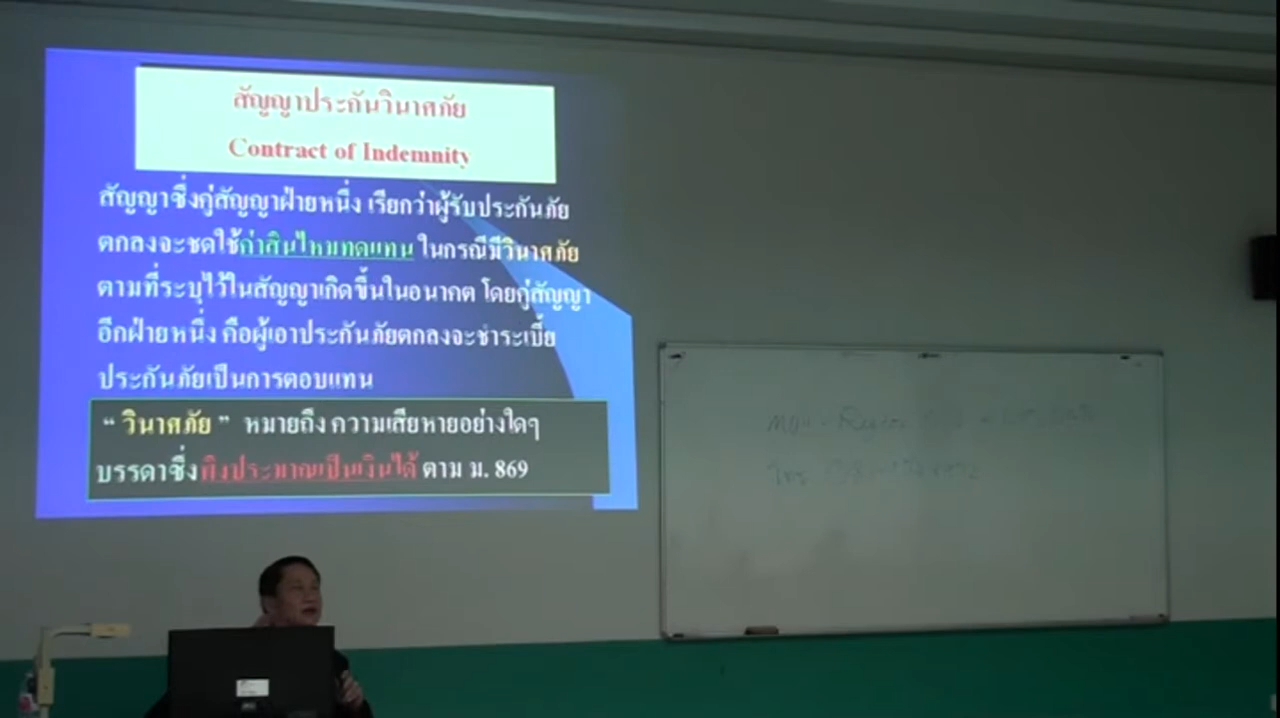 สัญญาประกันวินาศภัย
Contract of Indemnity
สัญญาซึ่งคู่สัญญาฝ่ายหนึ่ง เรียกว่าผู้รับประกันภัย
ตกลงจะชดใช้ค่าสินไหมทดแทน ในกรณีมีวินาศภัย
ตามที่ระบุไว้ในสัญญาเกิดขึ้นในอนาคต โดยคู่สัญญา
อีกฝ่ายหนึ่ง คือผู้เอาประกันภัยตกลงจะชำระเบี้ย
ประกันภัยเป็นการตอบแทน
“ วินาศภัย ” หมายถึง ความเสียหายอย่างใดๆ
บรรดาซึ่งพึงประมาณเป็นเงินได้ ตาม ม. 869